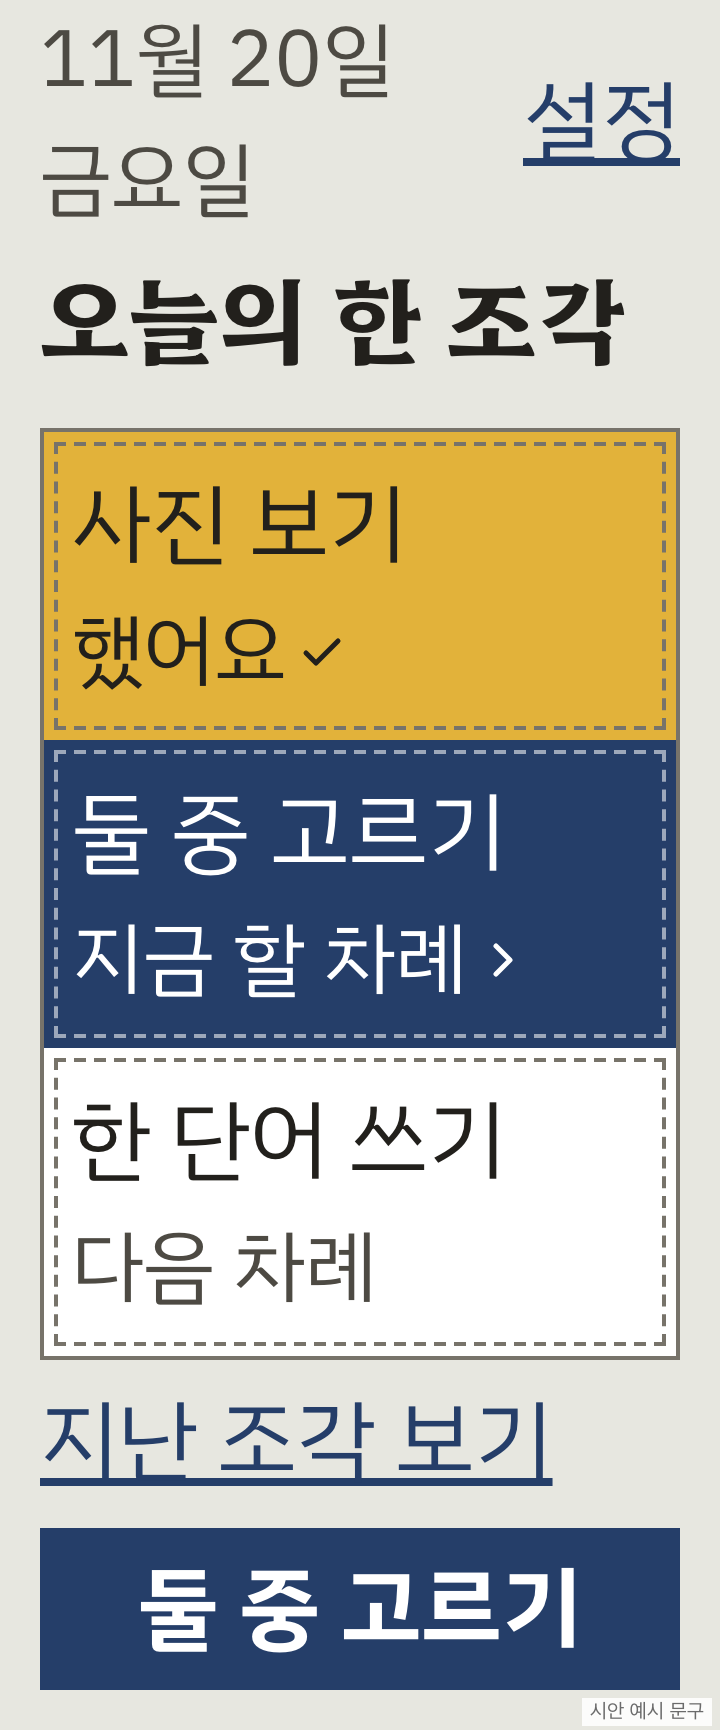 11월 20일
금요일
설정
오늘의 한 조각
사진 보기
했어요 ✓
둘 중 고르기
지금 할 차례 >
한 단어 쓰기
다음 차례
지난 조각 보기
둘 중 고르기
시안 예시 문구